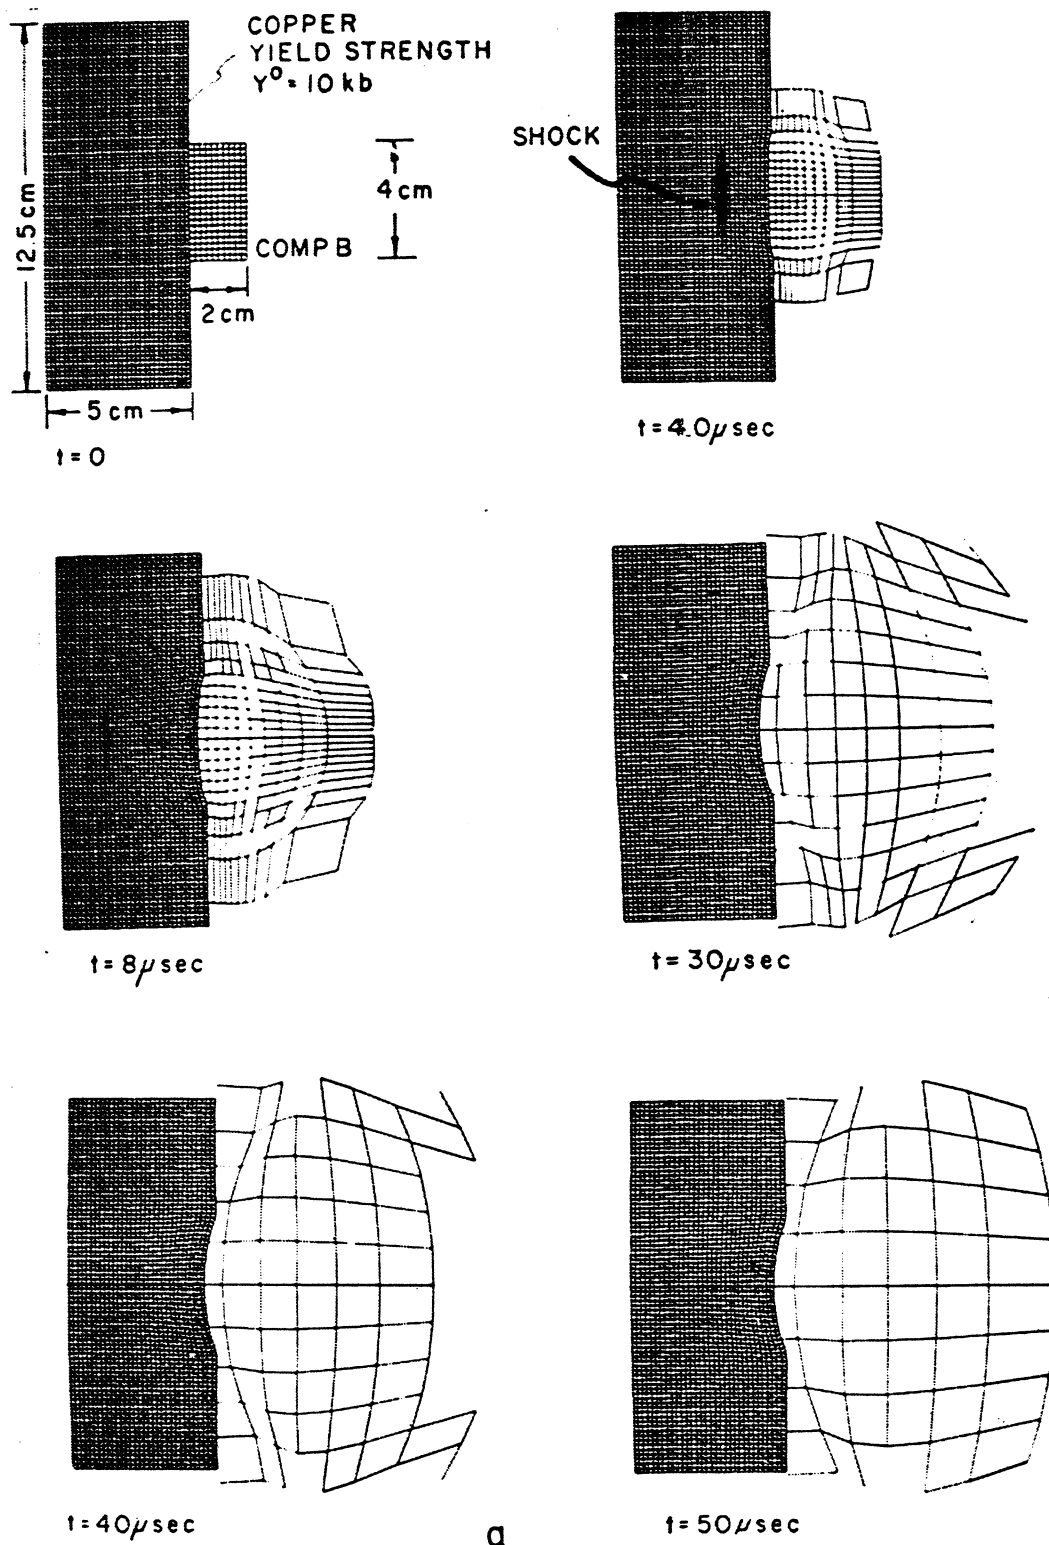 COPPER
YIELD STRENGTH
Y° = 10 kb
12.5 cm
4 cm
COMP B
2 cm
5 cm
t = 0
SHOCK
t = 4.0 μsec
t = 8 μsec
t = 30 μsec
t = 40 μsec
t = 50 μsec
a